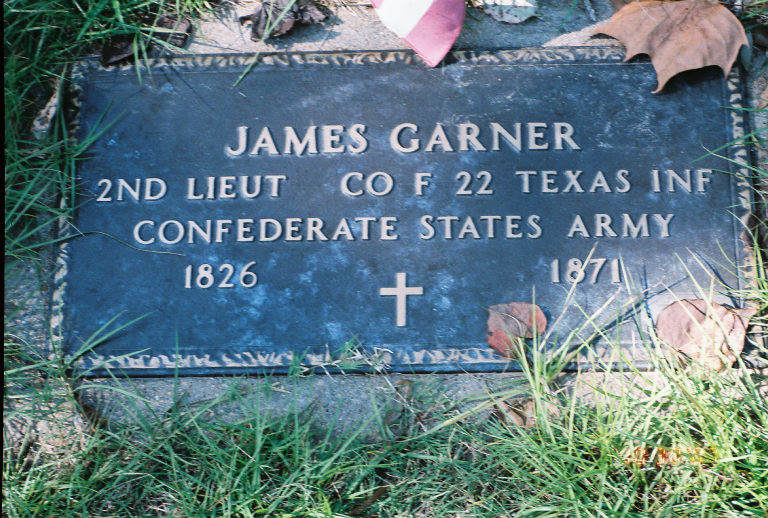 JAMES GARNER
2ND LIEUT CO F 22 TEXAS INF
CONFEDERATE STATES ARMY
1826 1871